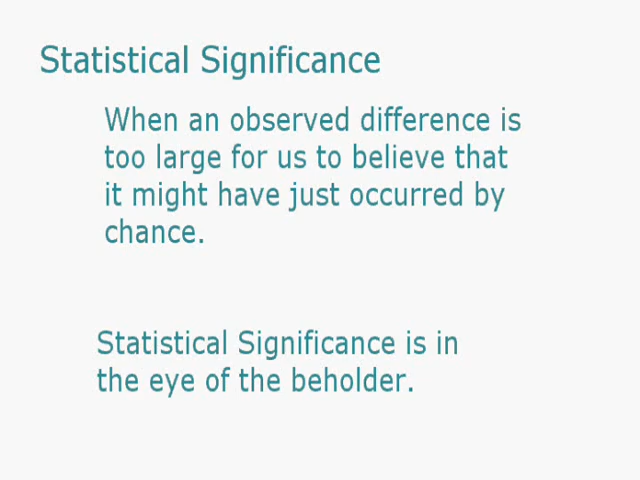 Statistical Significance
When an observed difference is
too large for us to believe that
it might have just occurred by
chance.
Statistical Significance is in
the eye of the beholder.